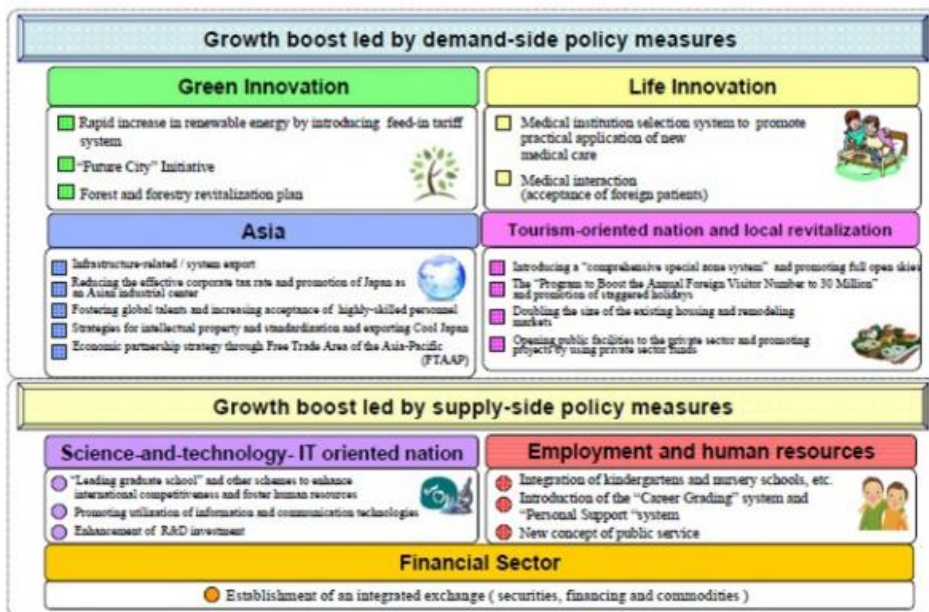 Growth boost led by demand-side policy measures
Green Innovation
Rapid increase in renewable energy by introducing feed-in tariff
system
"Future City" Initiative
Forest and forestry revitalization plan
Life Innovation
Medical institution selection system to promote
practical application of new
medical care
Medical interaction
(acceptance of foreign patients)
Asia
Infrastructure-related / system export
Reducing the effective corporate tax rate and promotion of Japan as
an Asian industrial center
Fostering global talents and increasing acceptance of highly-skilled personnel
Strategies for intellectual property and standardization and exporting Cool Japan
Economic partnership strategy through Free Trade Area of the Asia-Pacific
(FTAAP)
Tourism-oriented nation and local revitalization
Introducing a "comprehensive special zone system" and promoting full open skies
The "Program to Boost the Annual Foreign Visitor Number to 30 Million"
and promotion of staggered holidays
Doubling the size of the existing housing and remodeling
markets
Opening public facilities to the private sector and promoting
projects by using private sector funds
Growth boost led by supply-side policy measures
Science-and-technology- IT oriented nation
"Leading graduate school" and other schemes to enhance
international competitiveness and foster human resources
Promoting utilization of information and communication technologies
Enhancement of R&D investment
Employment and human resources
Integration of kindergartens and nursery schools, etc.
Introduction of the "Career Grading" system and
"Personal Support "system
New concept of public service
Financial Sector
Establishment of an integrated exchange ( securities, financing and commodities )